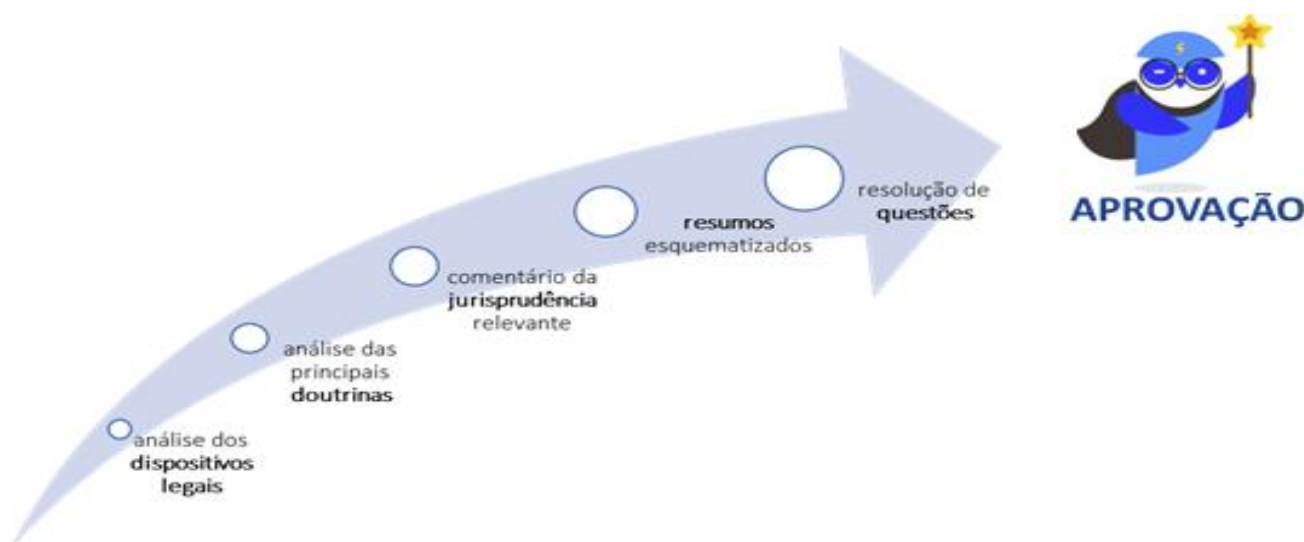 análise dos
dispositivos
legais
análise das
principais
doutrinas
comentário da
jurisprudência
relevante
resumos
esquematizados
resolução de
questões
APROVAÇÃO